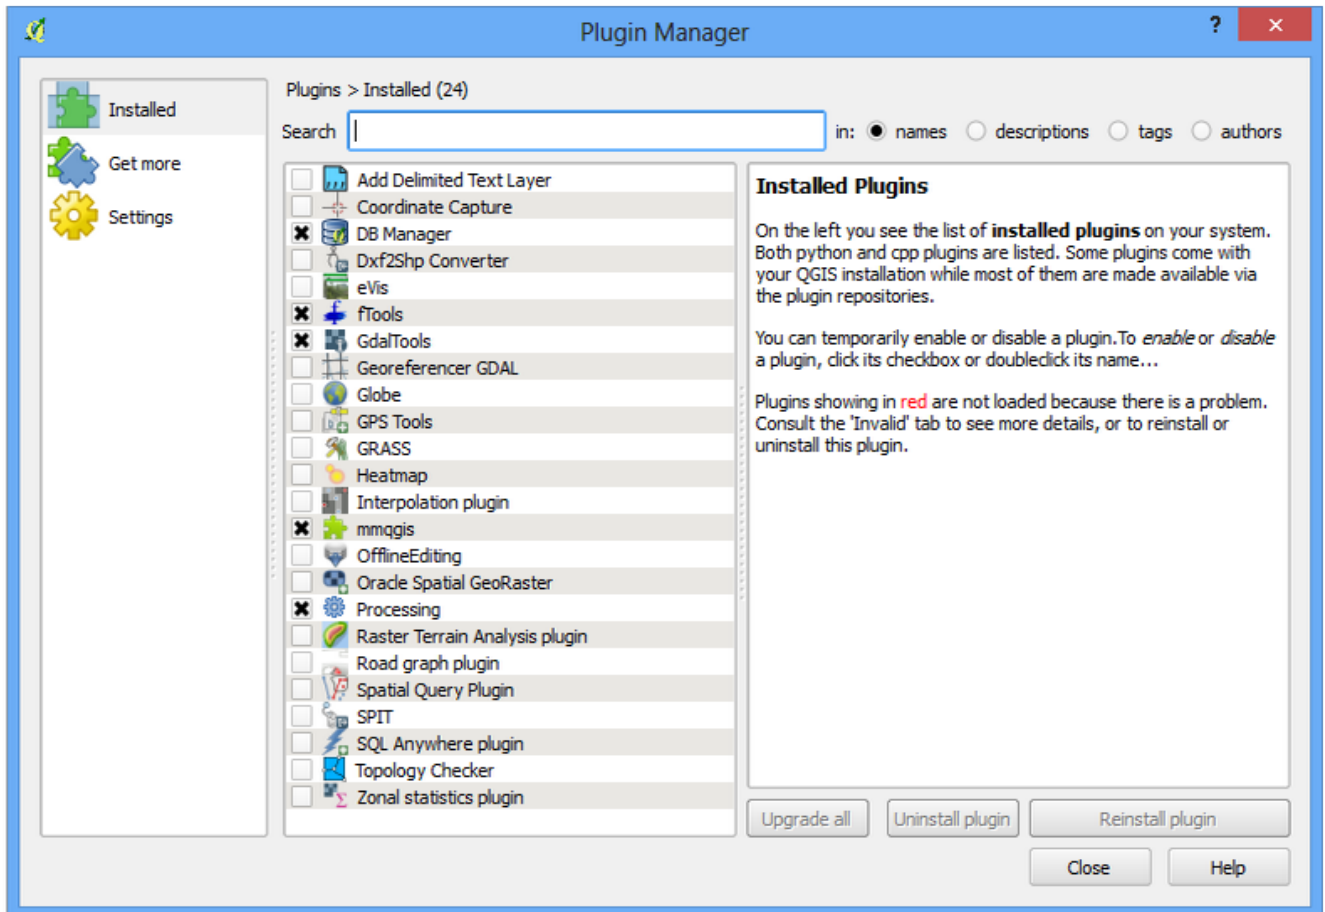 Plugin Manager
?
Installed
Get more
Settings
Plugins > Installed (24)
Search
in: names descriptions tags authors
Add Delimited Text Layer
Coordinate Capture
DB Manager
Dxf2Shp Converter
eVis
fTools
GdalTools
Georeferencer GDAL
Globe
GPS Tools
GRASS
Heatmap
Interpolation plugin
mmqgis
OfflineEditing
Oracle Spatial GeoRaster
Processing
Raster Terrain Analysis plugin
Road graph plugin
Spatial Query Plugin
SPIT
SQL Anywhere plugin
Topology Checker
Zonal statistics plugin
Installed Plugins
On the left you see the list of installed plugins on your system.
Both python and cpp plugins are listed. Some plugins come with
your QGIS installation while most of them are made available via
the plugin repositories.
You can temporarily enable or disable a plugin.To enable or disable
a plugin, click its checkbox or doubleclick its name...
Plugins showing in red are not loaded because there is a problem.
Consult the 'Invalid' tab to see more details, or to reinstall or
uninstall this plugin.
Upgrade all
Uninstall plugin
Reinstall plugin
Close
Help